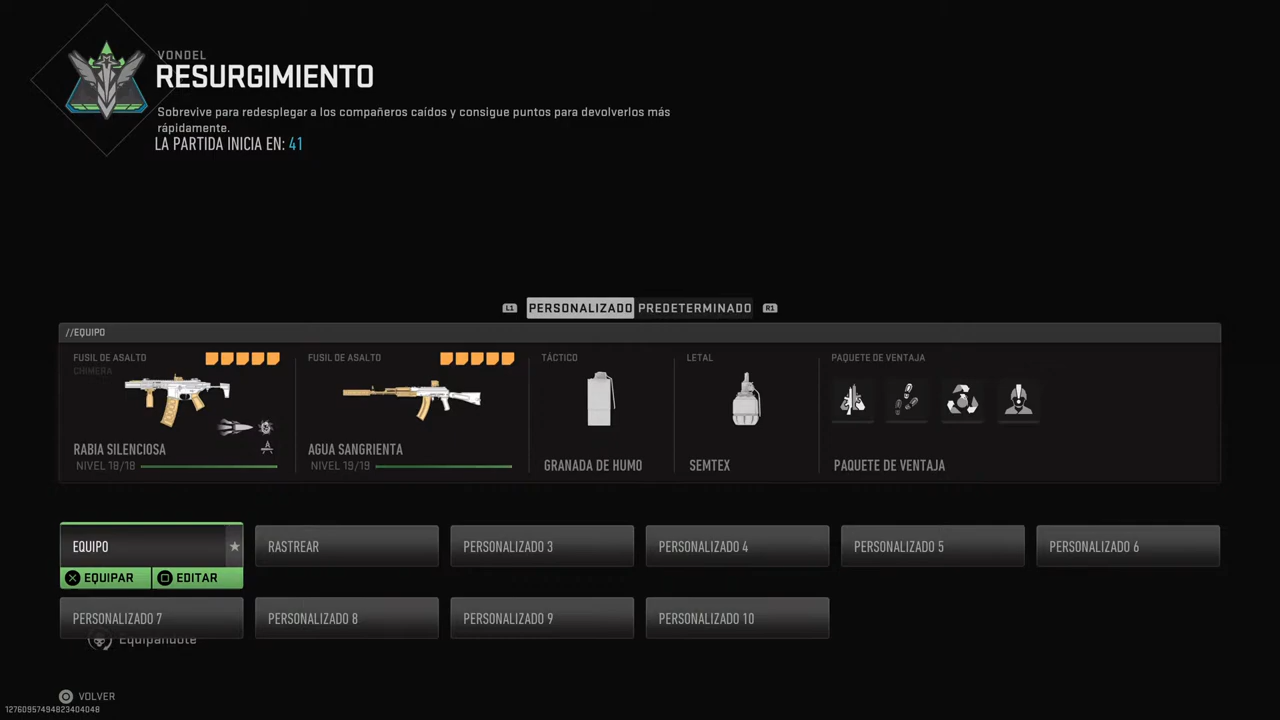 VONDEL
RESURGIMIENTO
Sobrevive para redesplegar a los compañeros caídos y consigue puntos para devolverlos más
rápidamente.
LA PARTIDA INICIA EN: 41
L1 PERSONALIZADO PREDETERMINADO R1
//EQUIPO
FUSIL DE ASALTO
CHIMERA
RABIA SILENCIOSA
NIVEL 18/18
FUSIL DE ASALTO
AGUA SANGRIENTA
NIVEL 19/19
TÁCTICO
GRANADA DE HUMO
LETAL
SEMTEX
PAQUETE DE VENTAJA
PAQUETE DE VENTAJA
EQUIPO
EQUIPAR EDITAR
RASTREAR
PERSONALIZADO 3
PERSONALIZADO 4
PERSONALIZADO 5
PERSONALIZADO 6
PERSONALIZADO 7
PERSONALIZADO 8
PERSONALIZADO 9
PERSONALIZADO 10
Equipándote
VOLVER
12760957494823404048